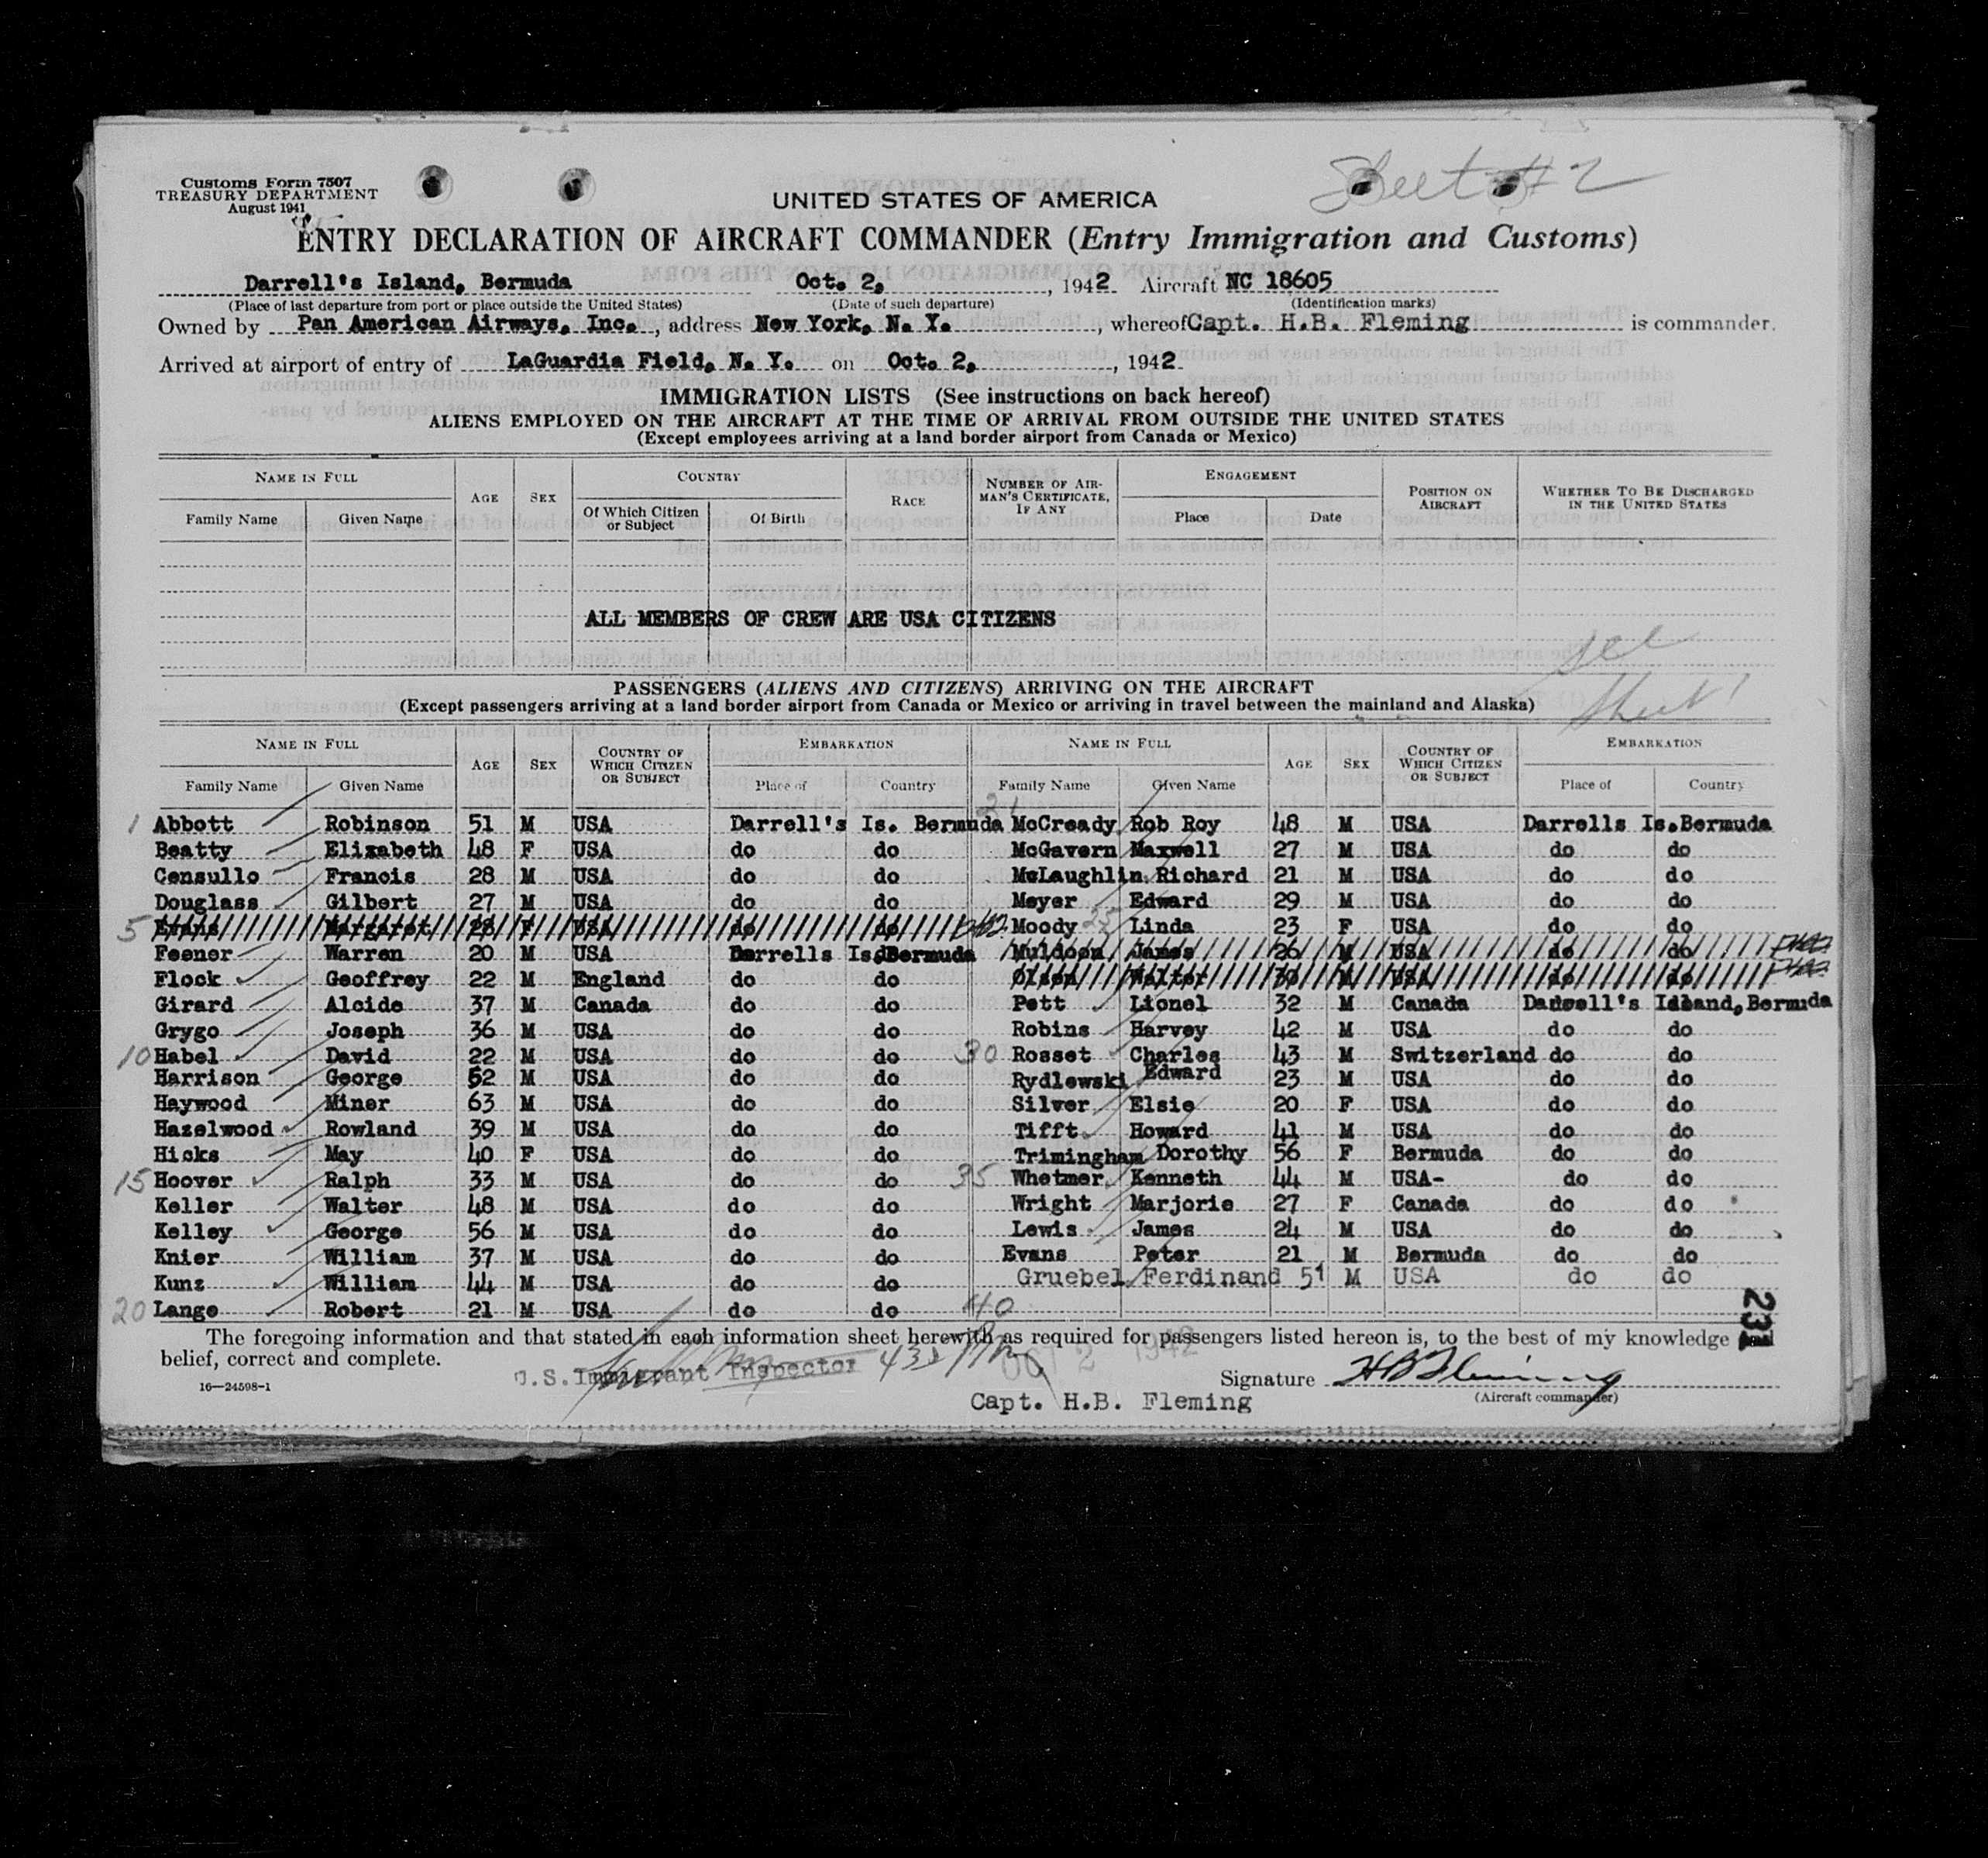 Customs Form 7507
TREASURY DEPARTMENT
August 1941
Sheet #2
UNITED STATES OF AMERICA
ENTRY DECLARATION OF AIRCRAFT COMMANDER (Entry Immigration and Customs)
Darrell's Island, Bermuda Oct. 2, , 1942 Aircraft NC 18605
(Place of last departure from port or place outside the United States) (Date of such departure) (Identification marks)
Owned by Pan American Airways, Inc. , address New York, N. Y. , whereof Capt. H.B. Fleming is commander.
Arrived at airport of entry of LaGuardia Field, N. Y. on Oct. 2, , 1942
IMMIGRATION LISTS (See instructions on back hereof)
ALIENS EMPLOYED ON THE AIRCRAFT AT THE TIME OF ARRIVAL FROM OUTSIDE THE UNITED STATES
(Except employees arriving at a land border airport from Canada or Mexico)
NAME IN FULL AGE SEX COUNTRY RACE NUMBER OF AIRMAN'S CERTIFICATE, IF ANY ENGAGEMENT POSITION ON AIRCRAFT WHETHER TO BE DISCHARGED IN THE UNITED STATES
Family Name Given Name Of Which Citizen or Subject Of Birth Place Date
ALL MEMBERS OF CREW ARE USA CITIZENS
see
Sheet 1
PASSENGERS (ALIENS AND CITIZENS) ARRIVING ON THE AIRCRAFT
(Except passengers arriving at a land border airport from Canada or Mexico or arriving in travel between the mainland and Alaska)
NAME IN FULL AGE SEX COUNTRY OF WHICH CITIZEN OR SUBJECT EMBARKATION NAME IN FULL AGE SEX COUNTRY OF WHICH CITIZEN OR SUBJECT EMBARKATION
Family Name Given Name Place of Country Family Name Given Name Place of Country
1 Abbott Robinson 51 M USA Darrell's Is. Bermuda 21 McCready Rob Roy 48 M USA Darrells Is. Bermuda
Beatty Elizabeth 48 F USA do do McGavern Maxwell 27 M USA do do
Censullo Francis 28 M USA do do McLaughlin Richard 21 M USA do do
Douglass Gilbert 27 M USA do do Meyer Edward 29 M USA do do
5 Evans Margaret 28 F USA do do Moody 25 Linda 23 F USA do do
Feener Warren 20 M USA Darrells Is. Bermuda Muldoon James 26 M USA do do
Flock Geoffrey 22 M England do do Olsen Walter 30 M USA do do
Girard Alcide 37 M Canada do do Pett Lionel 32 M Canada Darrell's Island, Bermuda
Grygo Joseph 36 M USA do do Robins Harvey 42 M USA do do
10 Habel David 22 M USA do do 30 Rosset Charles 43 M Switzerland do do
Harrison George 52 M USA do do Rydlewski Edward 23 M USA do do
Haywood Miner 63 M USA do do Silver Elsie 20 F USA do do
Hazelwood Rowland 39 M USA do do Tifft Howard 41 M USA do do
Hicks May 40 F USA do do Trimingham Dorothy 56 F Bermuda do do
15 Hoover Ralph 33 M USA do do 35 Whetmer Kenneth 44 M USA- do do
Keller Walter 48 M USA do do Wright Marjorie 27 F Canada do do
Kelley George 56 M USA do do Lewis James 24 M USA do do
Knier William 37 M USA do do Evans Peter 21 M Bermuda do do
Kunz William 44 M USA do do Gruebel Ferdinand 51 M USA do do
20 Lange Robert 21 M USA do do 40
231
The foregoing information and that stated in each information sheet herewith as required for passengers listed hereon is, to the best of my knowledge and
belief, correct and complete.
16—24598-1
U.S. Immigrant Inspector
OCT 2 1942
Signature H B Fleming
(Aircraft commander)
Capt. H.B. Fleming